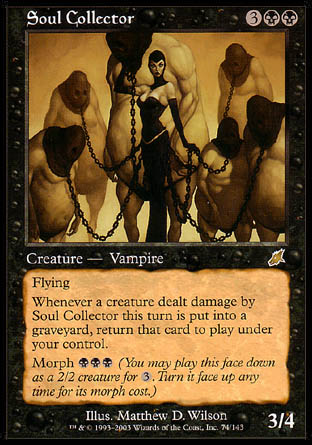 Soul Collector 3
Creature — Vampire
Flying
Whenever a creature dealt damage by
Soul Collector this turn is put into a
graveyard, return that card to play under
your control.
Morph (You may play this face down
as a 2/2 creature for 3. Turn it face up any
time for its morph cost.)
Illus. Matthew D. Wilson
™ & © 1993–2003 Wizards of the Coast, Inc. 74/143
3/4